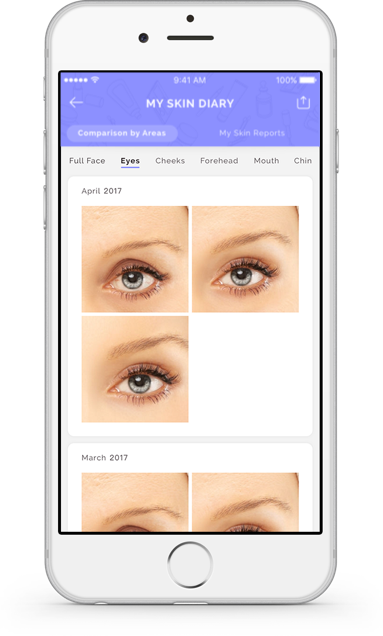 9:41 AM 100%
MY SKIN DIARY
Comparison by Areas My Skin Reports
Full Face Eyes Cheeks Forehead Mouth Chin
April 2017
March 2017